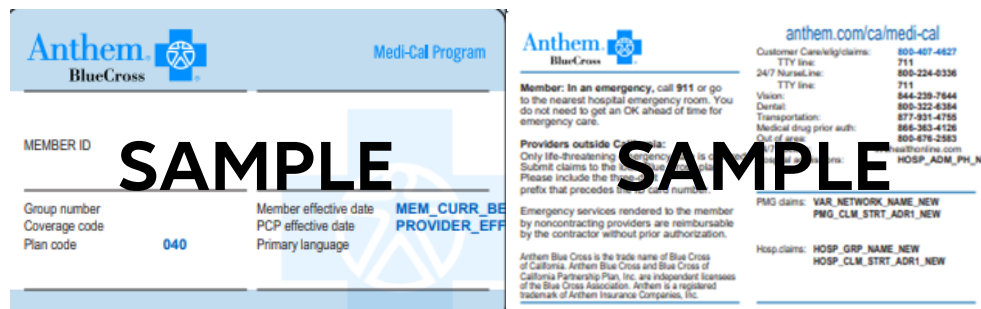 Anthem
BlueCross
Medi-Cal Program
MEMBER ID
SAMPLE
Group number
Coverage code
Plan code 040
Member effective date MEM_CURR_BE
PCP effective date PROVIDER_EFF
Primary language
Anthem
BlueCross
Member: In an emergency, call 911 or go
to the nearest hospital emergency room. You
do not need to get an OK ahead of time for
emergency care.
Providers outside California:
Only life-threatening emergency
Submit claims to the
Please include the three-
prefix that precedes the ID card number.
SAMPLE
Emergency services rendered to the member
by noncontracting providers are reimbursable
by the contractor without prior authorization.
Anthem Blue Cross is the trade name of Blue Cross
of California. Anthem Blue Cross and Blue Cross of
California Partnership Plan, Inc. are independent licensees
of the Blue Cross Association. Anthem is a registered
trademark of Anthem Insurance Companies, Inc.
anthem.com/ca/medi-cal
Customer Care/elig/claims: 800-407-4627
TTY line: 711
24/7 NurseLine: 800-224-0336
TTY line: 711
Vision: 844-239-7644
Dental: 800-322-6384
Transportation: 877-931-4755
Medical drug prior auth: 866-363-4126
Out of area: 800-676-2583
healthonline.com
HOSP_ADM_PH_N
PMG claims: VAR_NETWORK_NAME_NEW
PMG_CLM_STRT_ADR1_NEW
Hosp.claims: HOSP_GRP_NAME_NEW
HOSP_CLM_STRT_ADR1_NEW